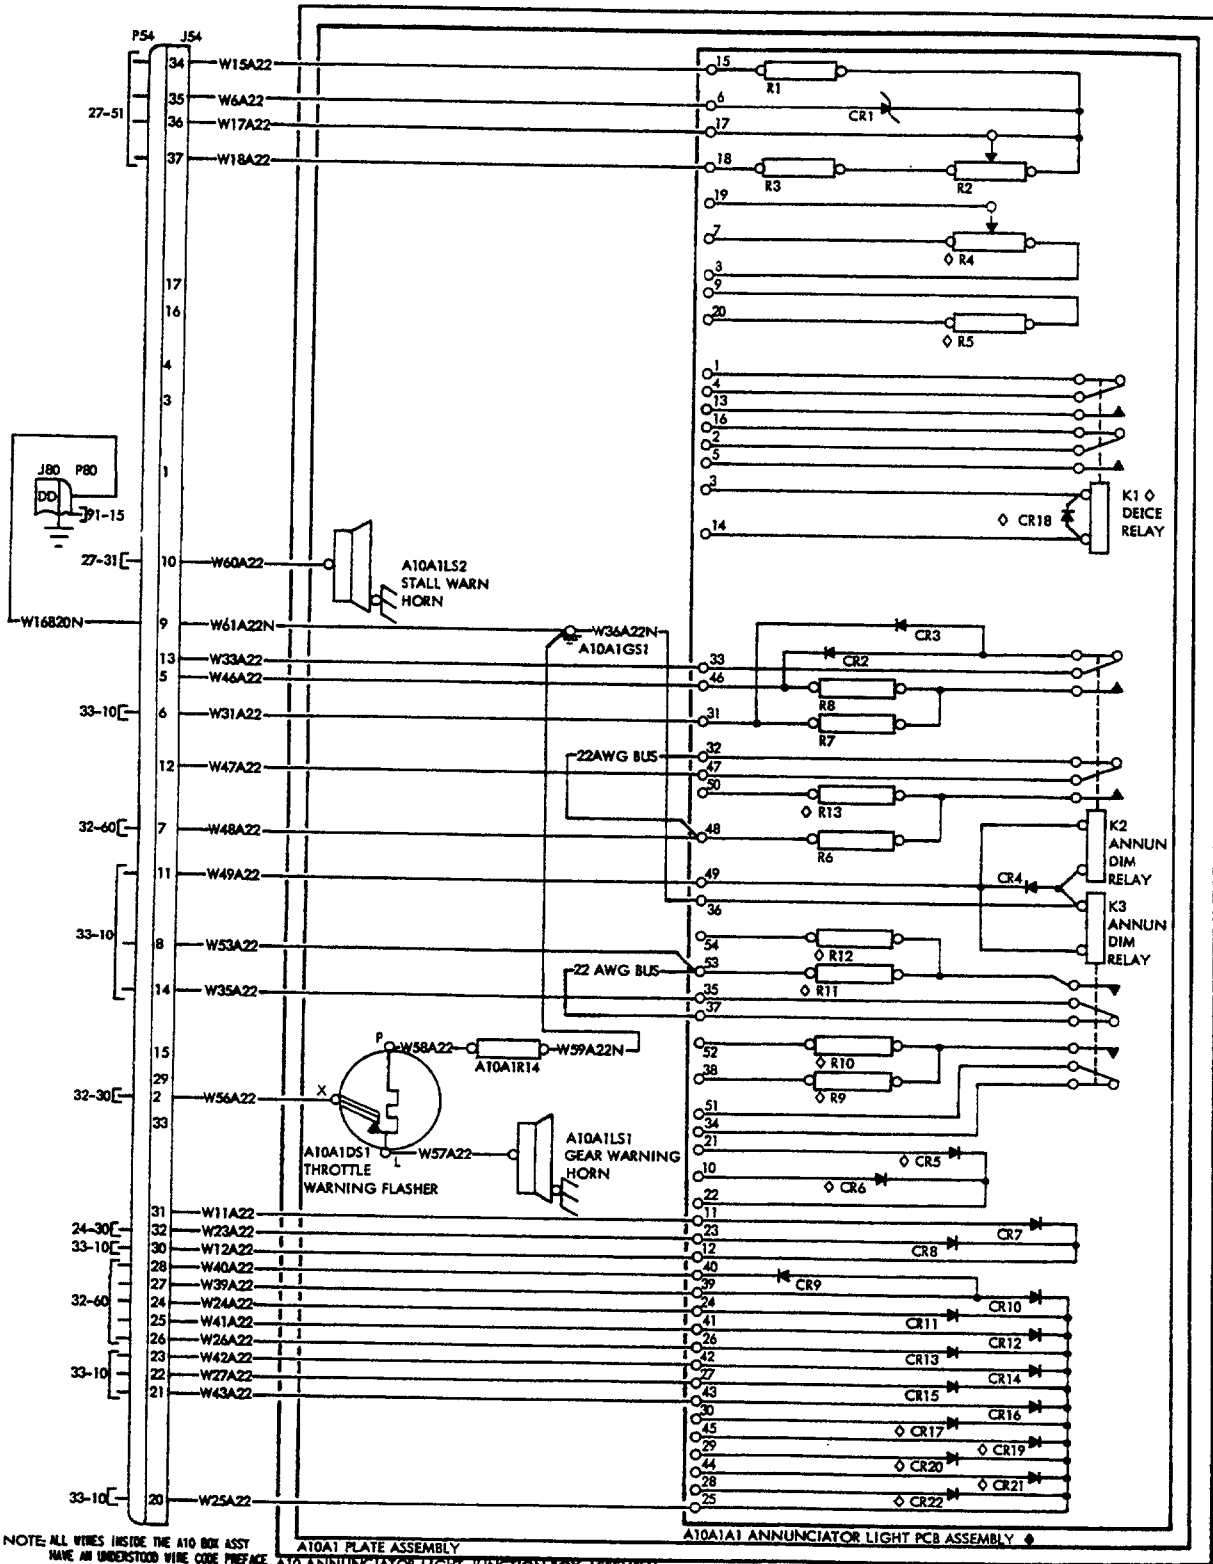 P54 J54
34 W15A22 15 R1
35 W6A22 6 CR1
27-51
36 W17A22 17
37 W18A22 18 R3 R2
19
7 ◊ R4
3
17 9
16 20 ◊ R5
4 1
4
3 13
16
2
1 5
J80 P80
DD
91-15
3 K1 ◊
DEICE
RELAY
◊ CR18
14
27-31 10 W60A22
A10A1LS2
STALL WARN
HORN
W16B20N 9 W61A22N W36A22N
A10A1GS1
CR3
13 W33A22 33 CR2
5 W46A22 46 R8
33-10 6 W31A22 31 R7
22AWG BUS 32
12 W47A22 47
50 ◊ R13
32-60 7 W48A22 48 R6
K2
ANNUN
DIM
RELAY
11 W49A22 49 CR4
36
K3
ANNUN
DIM
RELAY
33-10
54 ◊ R12
8 W53A22 22 AWG BUS 53 ◊ R11
14 W35A22 35
37
15 P W58A22 A10A1R14 W59A22N 52 ◊ R10
29 38 ◊ R9
32-30 2 W56A22 X
33 51
34
A10A1DS1
THROTTLE
WARNING FLASHER
L W57A22
A10A1LS1
GEAR WARNING
HORN
21 ◊ CR5
10 ◊ CR6
22
31 W11A22 11 CR7
24-30 32 W23A22 23 CR8
33-10 30 W12A22 12
28 W40A22 40 CR9
27 W39A22 39 CR10
32-60 24 W24A22 24 CR11
25 W41A22 41 CR12
26 W26A22 26 CR13
23 W42A22 42 CR14
33-10 22 W27A22 27 CR15
21 W43A22 43 CR16
30 ◊ CR17
45 ◊ CR19
29 ◊ CR20
44 ◊ CR21
28 ◊ CR22
33-10 20 W25A22 25
A10A1A1 ANNUNCIATOR LIGHT PCB ASSEMBLY ◆
A10A1 PLATE ASSEMBLY
NOTE: ALL WIRES INSIDE THE A10 BOX ASSY
HAVE AN UNDERSTOOD WIRE CODE PREFACE
A10 ANNUNCIATOR LIGHT JUNCTION BOX ASSEMBLY